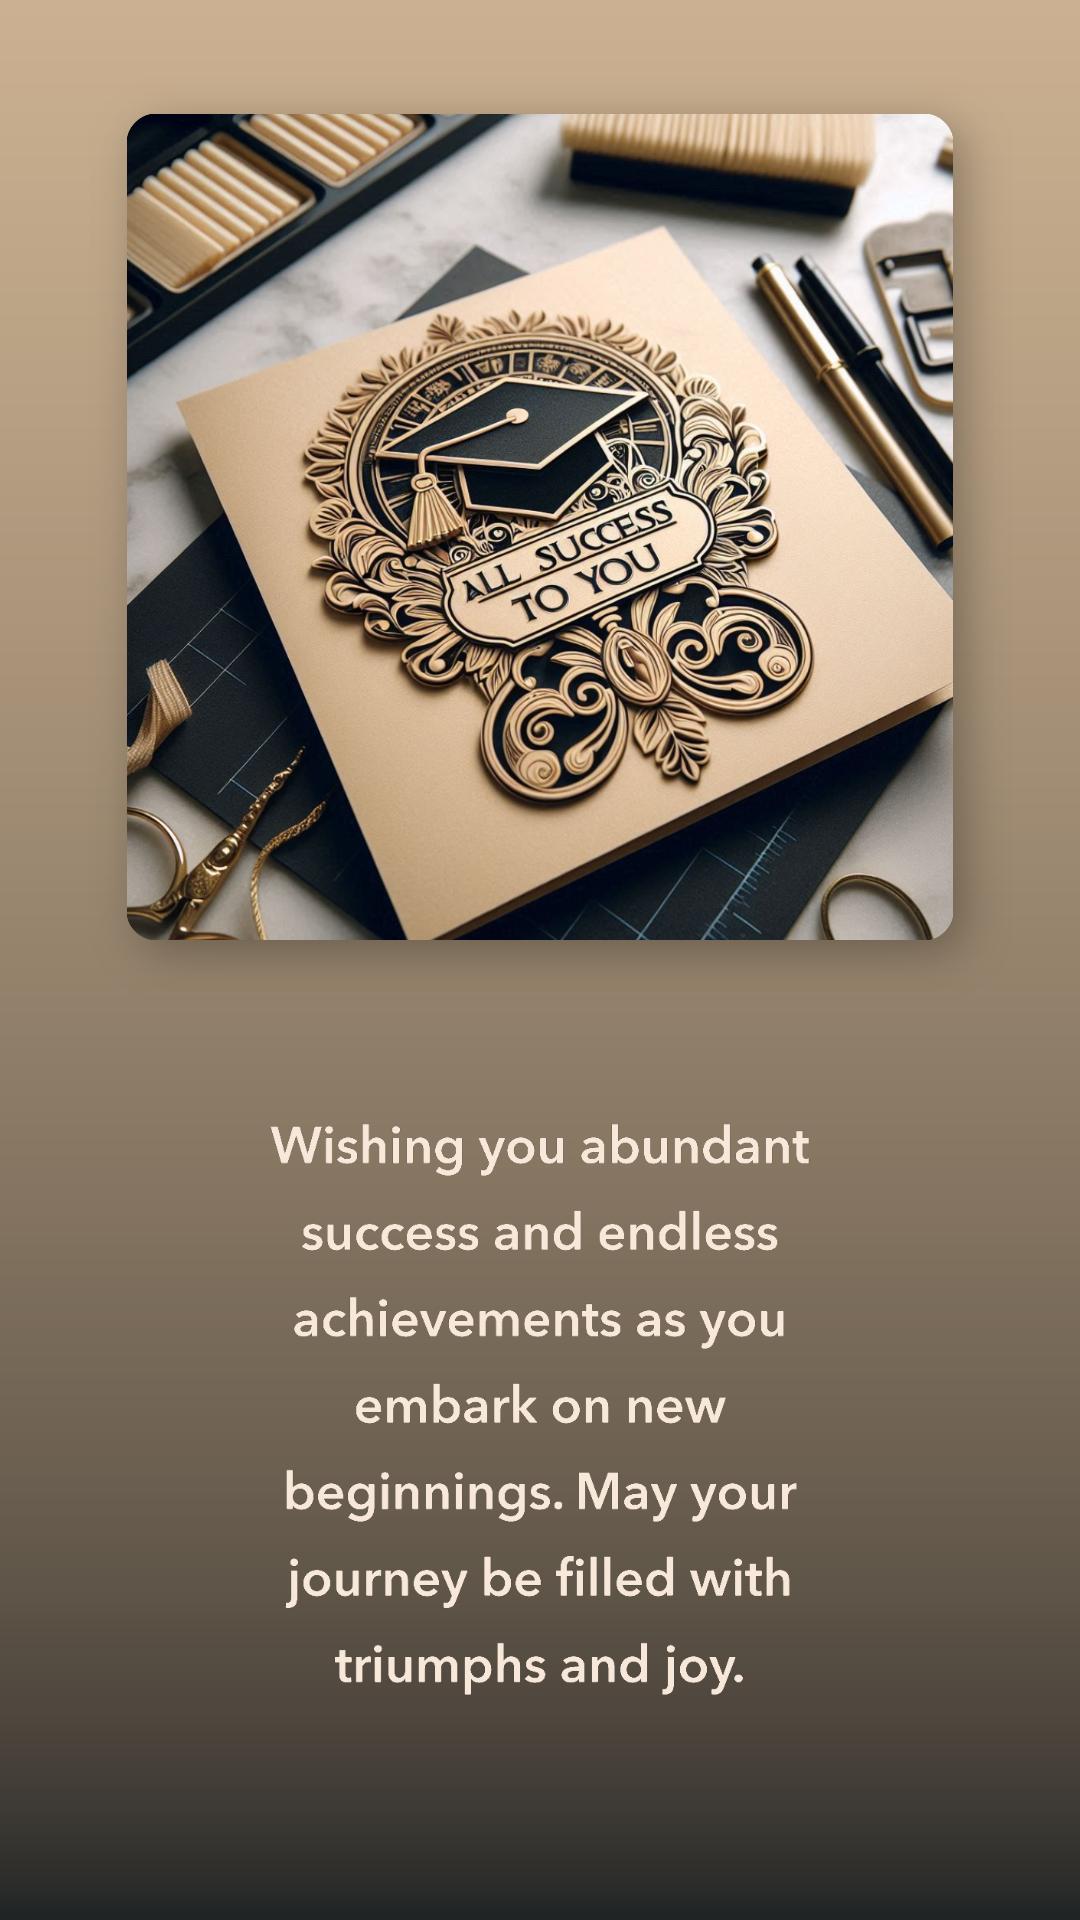 ALL SUCCESS
TO YOU
Wishing you abundant
success and endless
achievements as you
embark on new
beginnings. May your
journey be filled with
triumphs and joy.